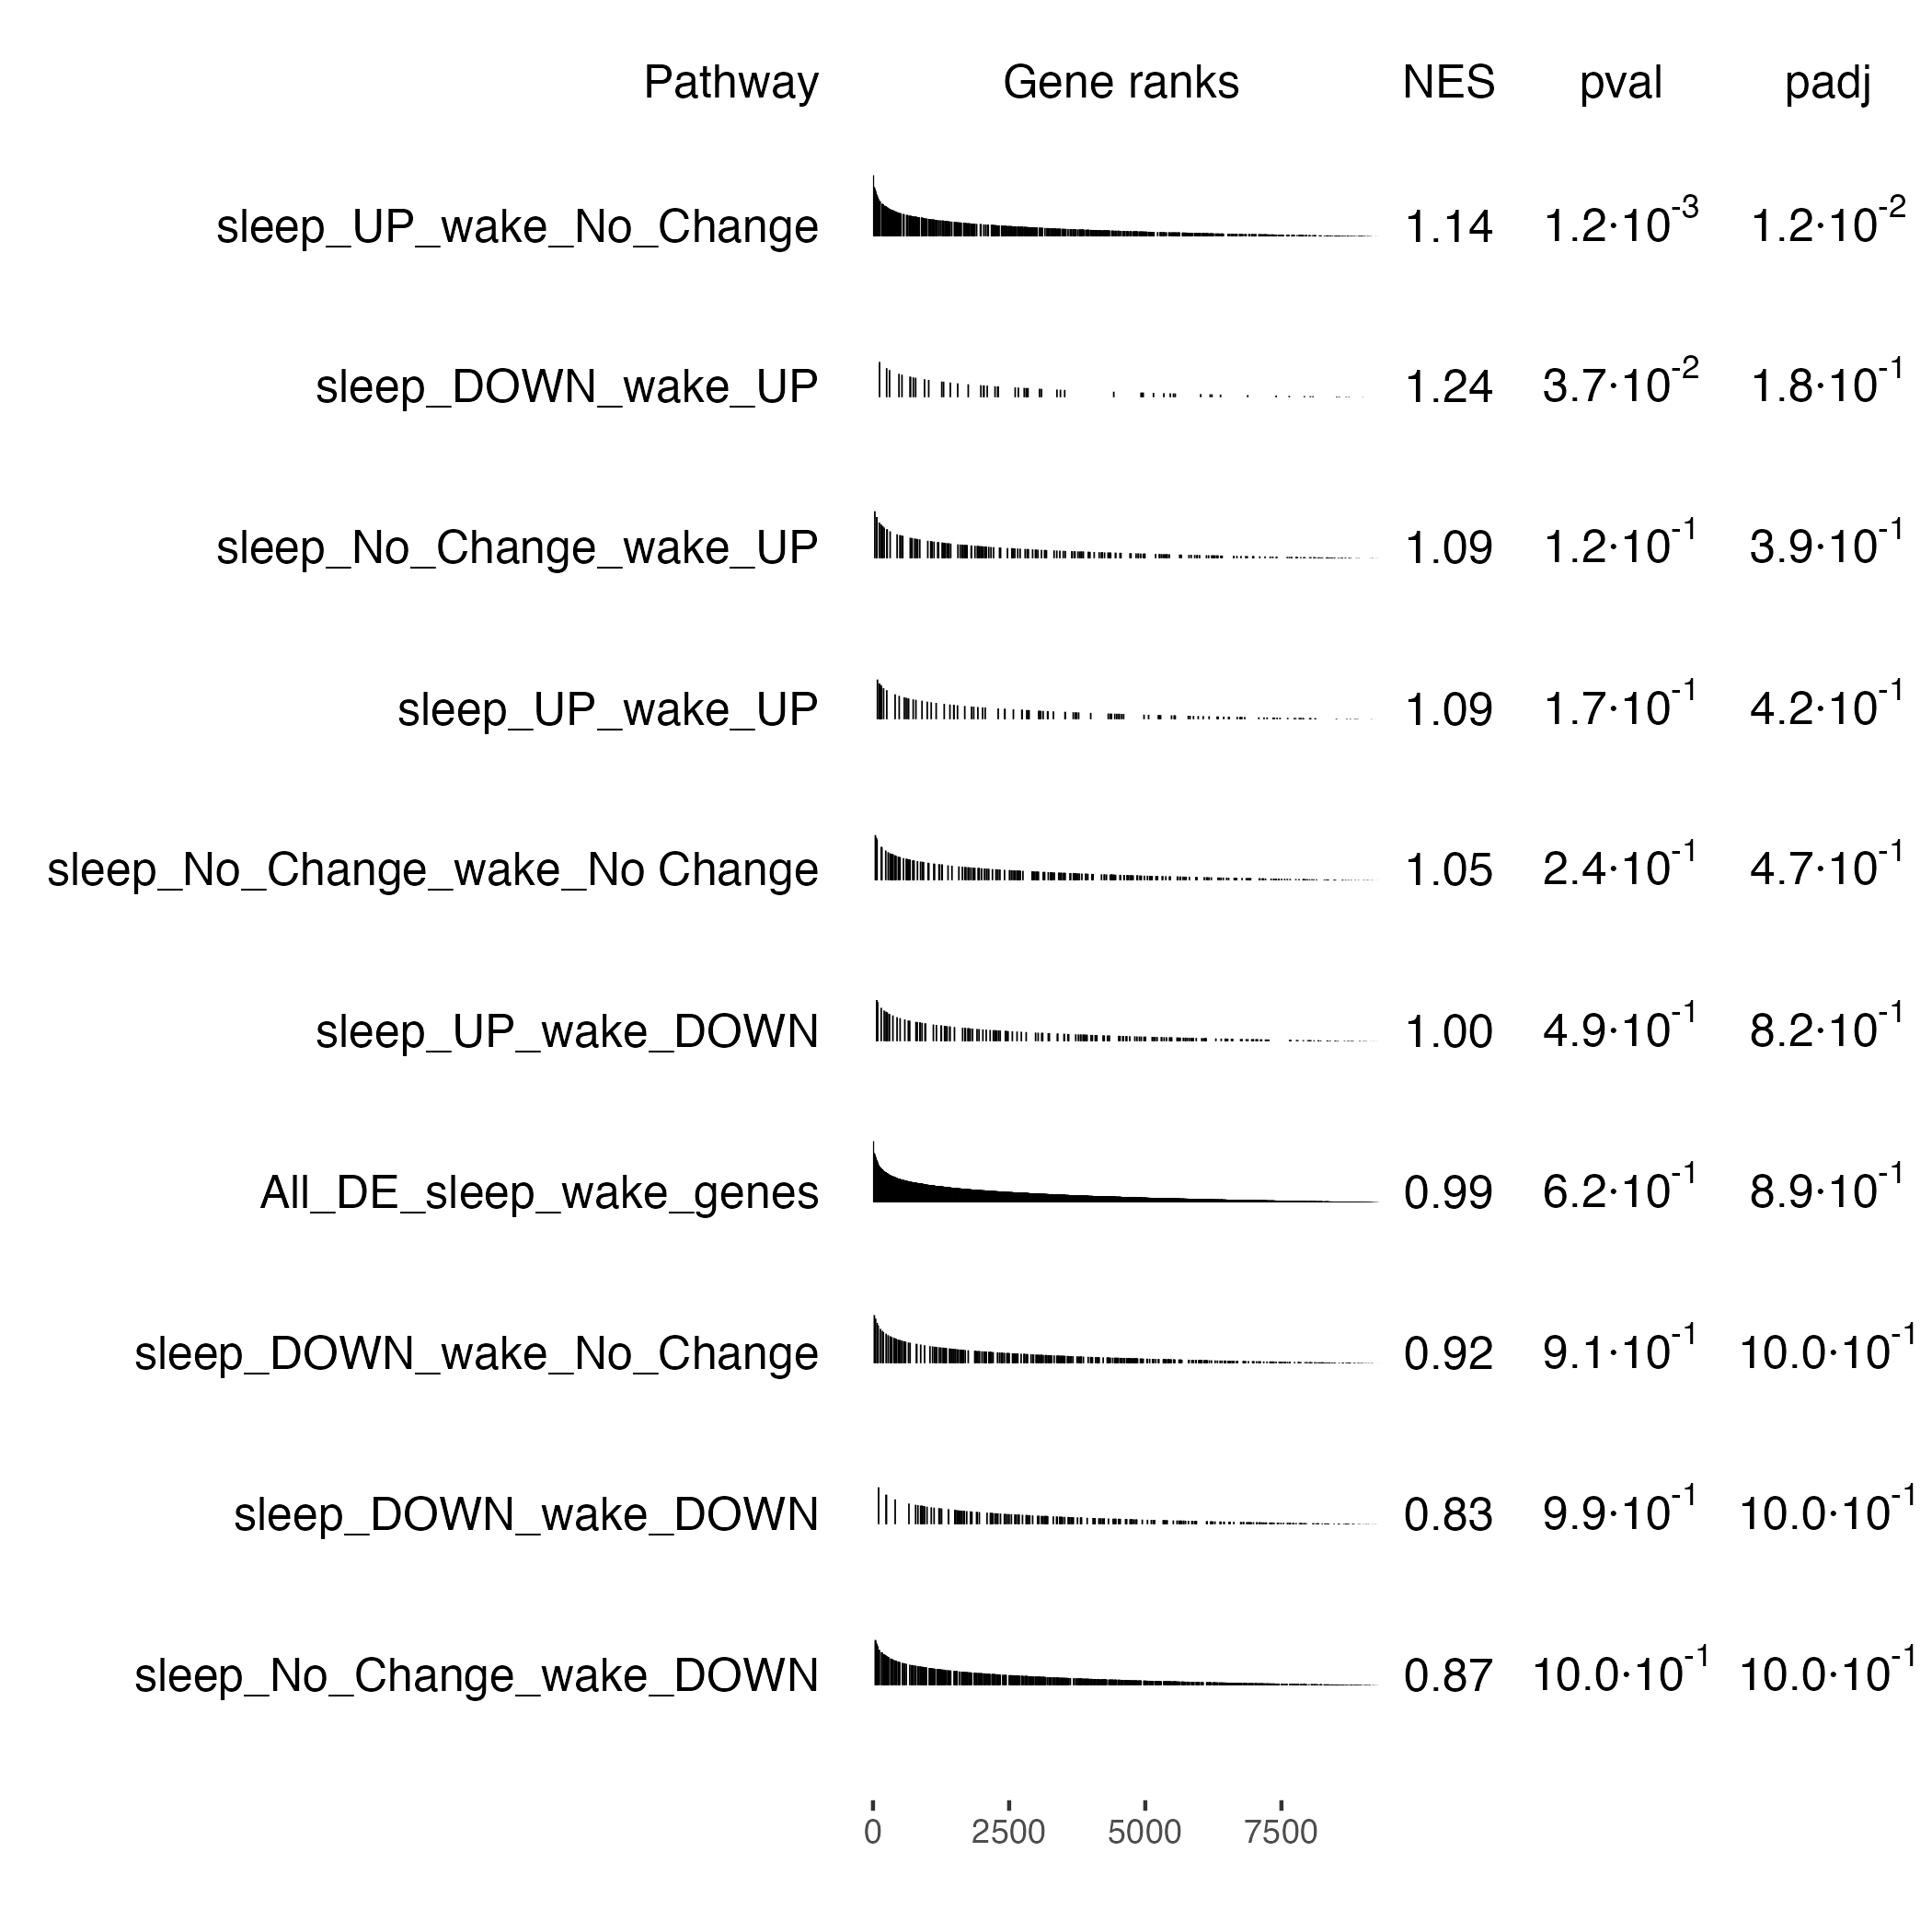 Pathway Gene ranks NES pval padj
sleep_UP_wake_No_Change 1.14 1.2·10⁻³ 1.2·10⁻²
sleep_DOWN_wake_UP 1.24 3.7·10⁻² 1.8·10⁻¹
sleep_No_Change_wake_UP 1.09 1.2·10⁻¹ 3.9·10⁻¹
sleep_UP_wake_UP 1.09 1.7·10⁻¹ 4.2·10⁻¹
sleep_No_Change_wake_No Change 1.05 2.4·10⁻¹ 4.7·10⁻¹
sleep_UP_wake_DOWN 1.00 4.9·10⁻¹ 8.2·10⁻¹
All_DE_sleep_wake_genes 0.99 6.2·10⁻¹ 8.9·10⁻¹
sleep_DOWN_wake_No_Change 0.92 9.1·10⁻¹ 10.0·10⁻¹
sleep_DOWN_wake_DOWN 0.83 9.9·10⁻¹ 10.0·10⁻¹
sleep_No_Change_wake_DOWN 0.87 10.0·10⁻¹ 10.0·10⁻¹
0 2500 5000 7500